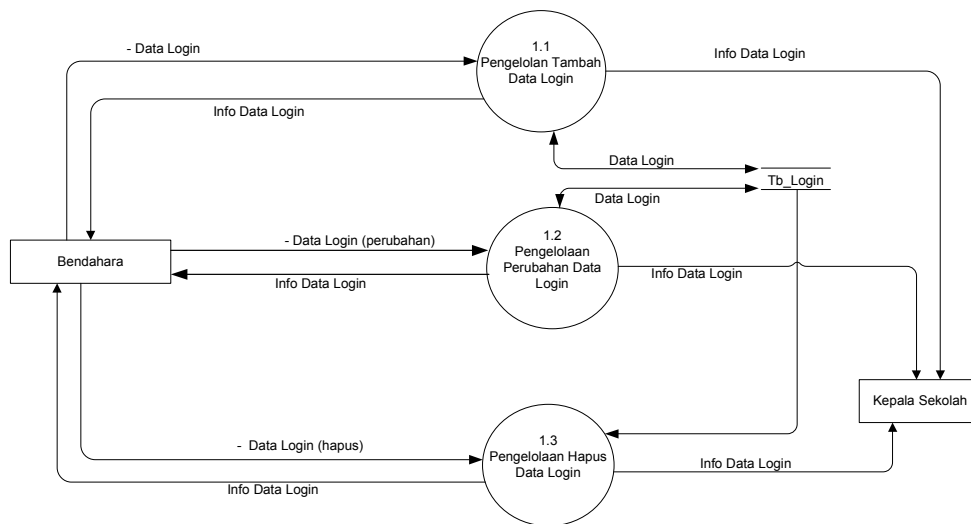 1.1
Pengelolan Tambah
Data Login
- Data Login
Info Data Login
Info Data Login
Data Login
Tb_Login
Data Login
1.2
Pengelolaan
Perubahan Data
Login
- Data Login (perubahan)
Bendahara
Info Data Login
Info Data Login
Kepala Sekolah
1.3
Pengelolaan Hapus
Data Login
- Data Login (hapus)
Info Data Login
Info Data Login